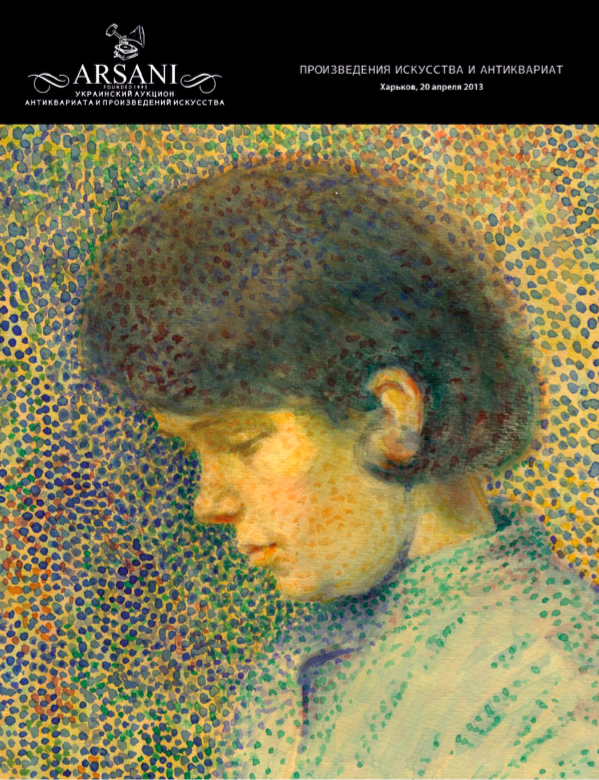 ARSANI
FOUNDED 1995
УКРАИНСКИЙ АУКЦИОН
АНТИКВАРИАТА И ПРОИЗВЕДЕНИЙ ИСКУССТВА
ПРОИЗВЕДЕНИЯ ИСКУССТВА И АНТИКВАРИАТ
Харьков, 20 апреля 2013